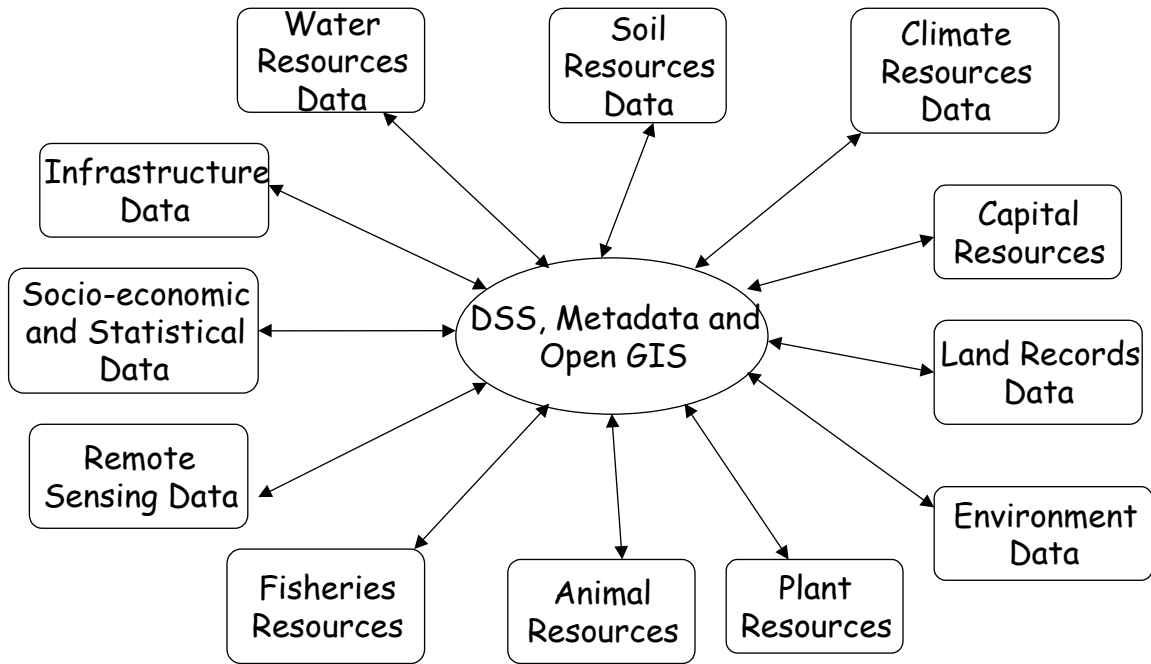 Water
Resources
Data
Soil
Resources
Data
Climate
Resources
Data
Infrastructure
Data
Capital
Resources
Socio-economic
and Statistical
Data
DSS, Metadata and
Open GIS
Land Records
Data
Remote
Sensing Data
Environment
Data
Fisheries
Resources
Animal
Resources
Plant
Resources